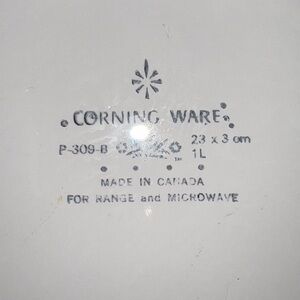 CORNING WARE
P-309-B 23 x 3 cm
1L
MADE IN CANADA
FOR RANGE and MICROWAVE